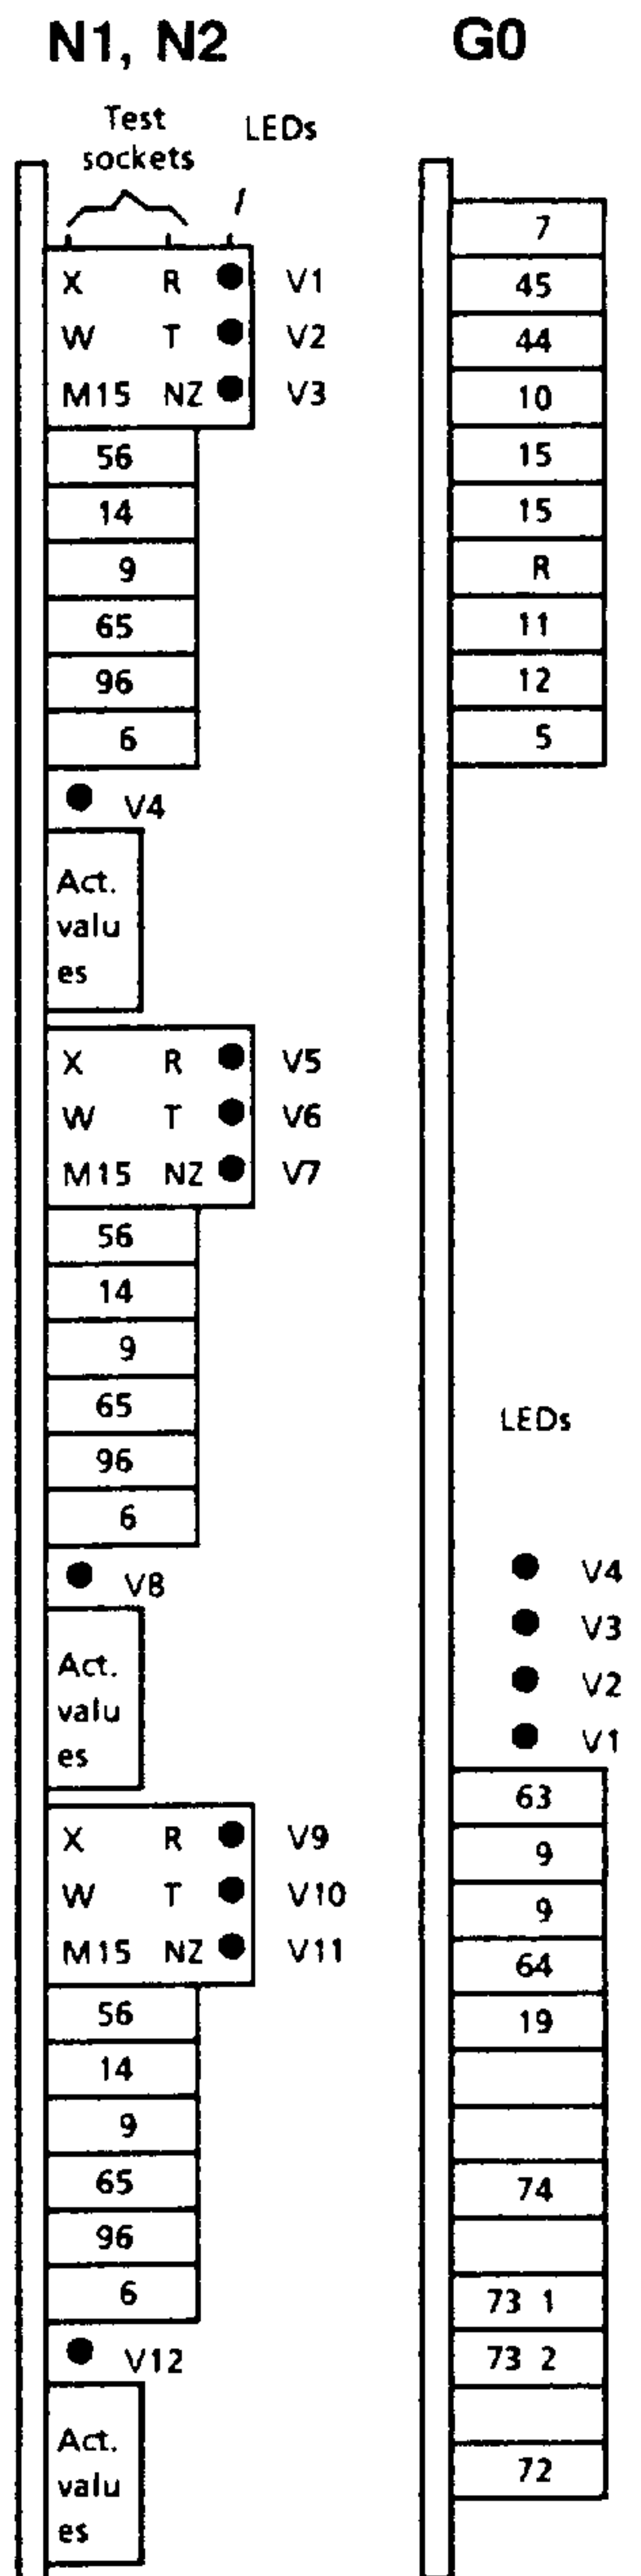 N1, N2
Test
sockets
LEDs
X R V1
W T V2
M15 NZ V3
56
14
9
65
96
6
V4
Act.
valu
es
X R V5
W T V6
M15 NZ V7
56
14
9
65
96
6
V8
Act.
valu
es
X R V9
W T V10
M15 NZ V11
56
14
9
65
96
6
V12
Act.
valu
es
G0
7
45
44
10
15
15
R
11
12
5
LEDs
V4
V3
V2
V1
63
9
9
64
19
74
73 1
73 2
72